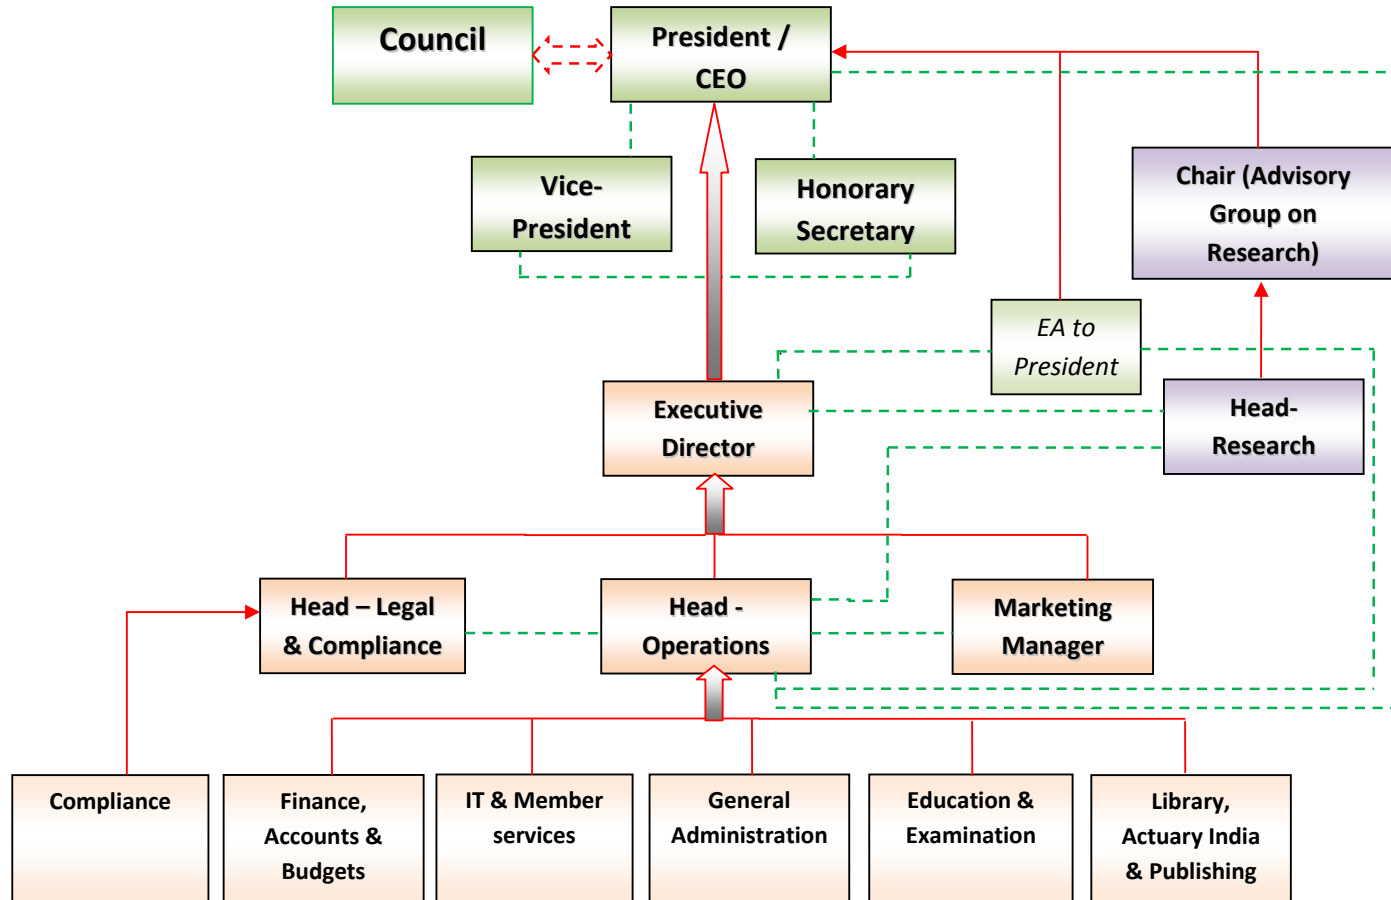 Council
President /
CEO
Vice-
President
Honorary
Secretary
Chair (Advisory
Group on
Research)
EA to
President
Executive
Director
Head-
Research
Head – Legal
& Compliance
Head -
Operations
Marketing
Manager
Compliance
Finance,
Accounts &
Budgets
IT & Member
services
General
Administration
Education &
Examination
Library,
Actuary India
& Publishing